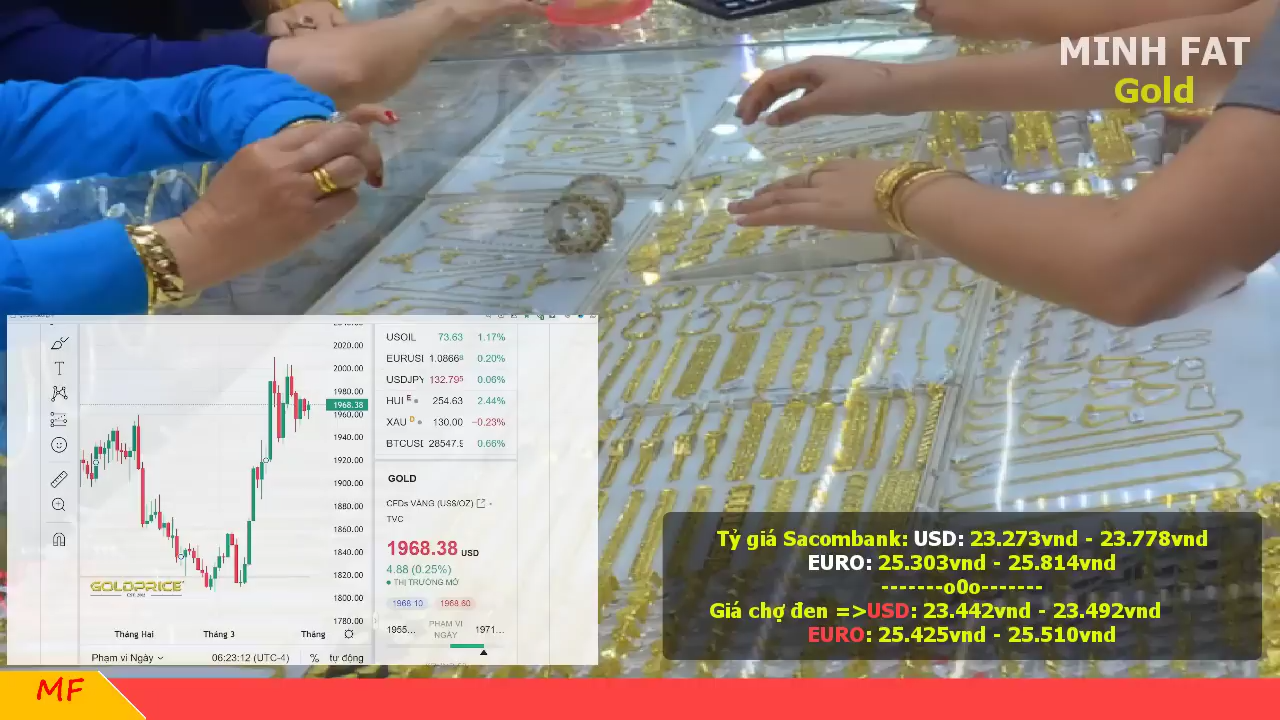 MINH FAT
Gold
2020.00
2000.00
1980.00
1968.38
1960.00
1940.00
1920.00
1900.00
1880.00
1860.00
1840.00
1820.00
1800.00
1780.00
GOLDPRICE
Tháng Hai Tháng 3 Tháng
Phạm vi Ngày 06:23:12 (UTC-4) % tự động
USOIL 73.63 1.17%
EURUSI 1.0866⁸ 0.20%
USDJPY 132.79⁵ 0.06%
HUI E 254.63 2.44%
XAU D 130.00 −0.23%
BTCUSI 28547.5 0.66%
GOLD
CFDs VÀNG (US$/OZ)
TVC
1968.38 USD
4.88 (0.25%)
THỊ TRƯỜNG MỞ
1968.10 1968.60
1955... PHẠM VI NGÀY 1971...
Tỷ giá Sacombank: USD: 23.273vnd - 23.778vnd
EURO: 25.303vnd - 25.814vnd
-------o0o-------
Giá chợ đen =>USD: 23.442vnd - 23.492vnd
EURO: 25.425vnd - 25.510vnd
MF